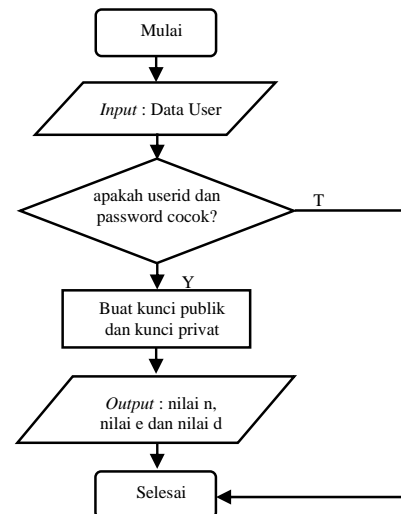 Mulai
Input : Data User
apakah userid dan
password cocok?
T
Y
Buat kunci publik
dan kunci privat
Output : nilai n,
nilai e dan nilai d
Selesai